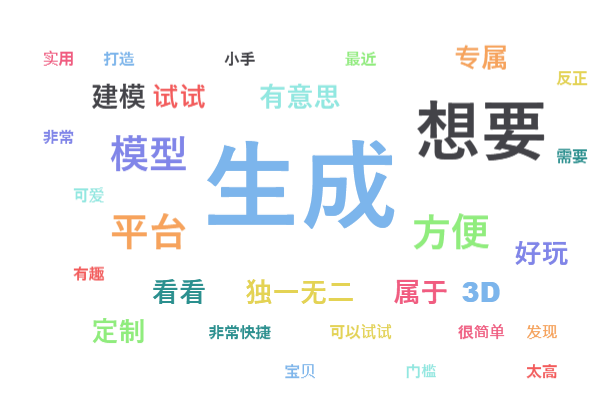 实用 打造 小手 最近 专属
反正
建模 试试 有意思
想要
非常 模型 需要
生成
可爱
平台 方便
好玩
有趣
看看 独一无二 属于 3D
定制 非常快捷 可以试试 很简单 发现
宝贝 门槛 太高